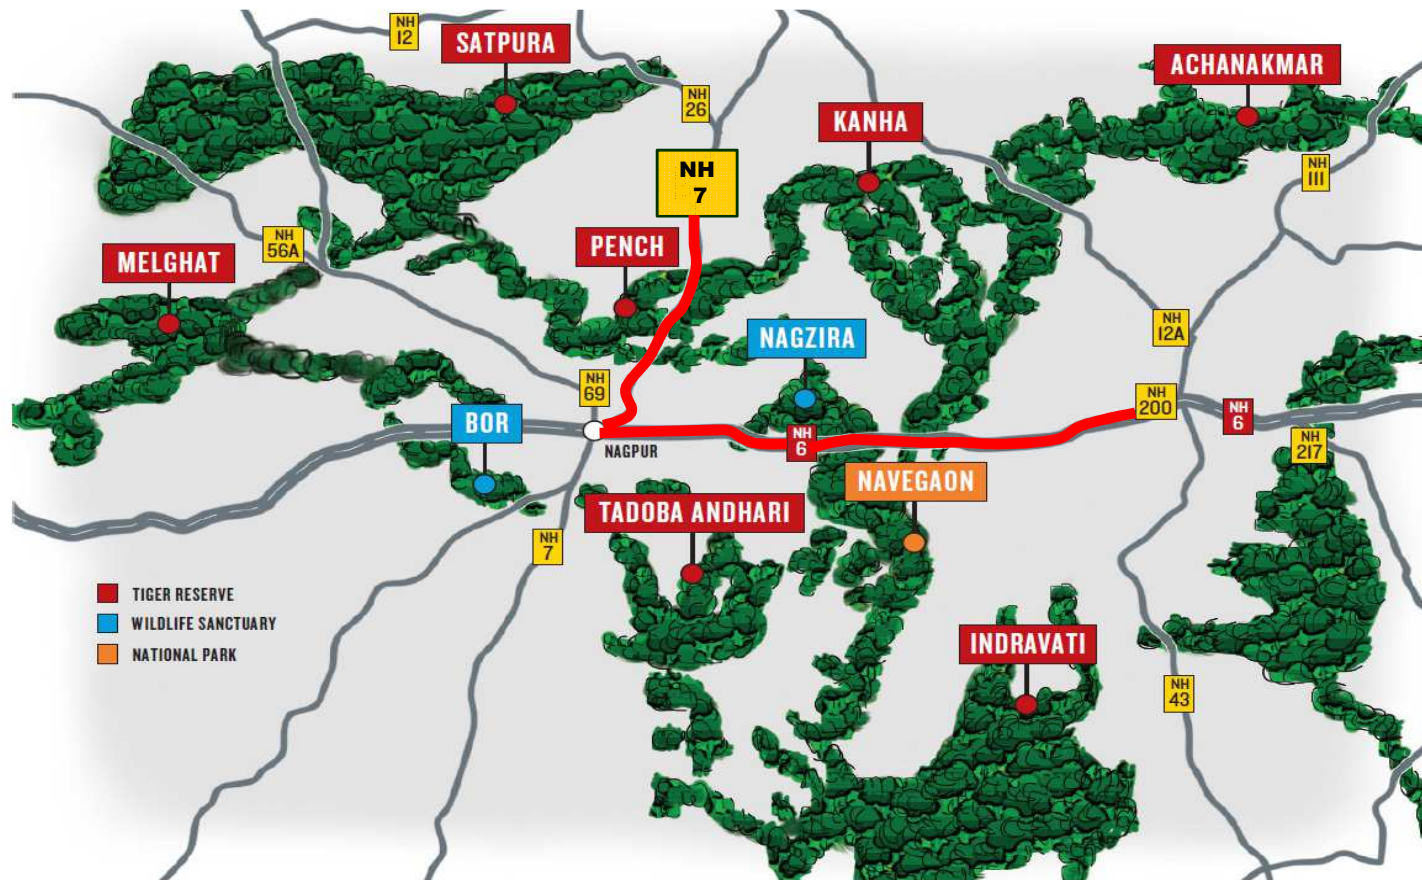 NH
12
SATPURA
ACHANAKMAR
NH
26
KANHA
NH
7
NH
111
NH
56A
PENCH
MELGHAT
NH
12A
NAGZIRA
NH
69
NH
200
NH
6
BOR
NH
6
NH
217
NAGPUR
NAVEGAON
TADOBA ANDHARI
NH
7
TIGER RESERVE
WILDLIFE SANCTUARY
NATIONAL PARK
INDRAVATI
NH
43